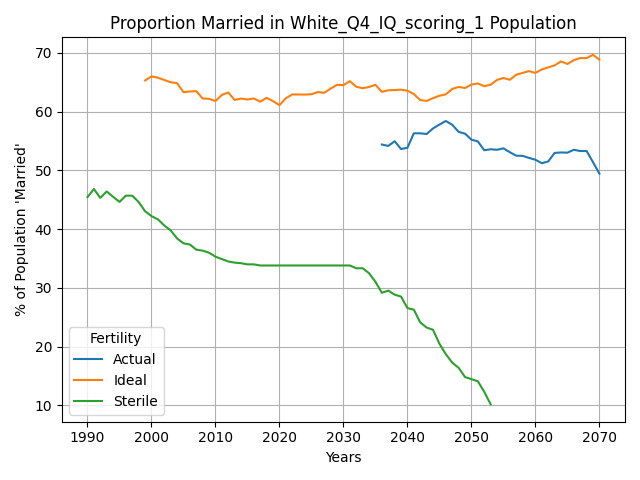 Proportion Married in White_Q4_IQ_scoring_1 Population
% of Population 'Married'
70
60
50
40
30
20
10
Fertility
Actual
Ideal
Sterile
1990 2000 2010 2020 2030 2040 2050 2060 2070
Years